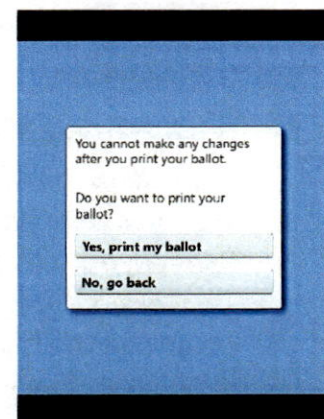 You cannot make any changes
after you print your ballot.
Do you want to print your
ballot?
Yes, print my ballot
No, go back